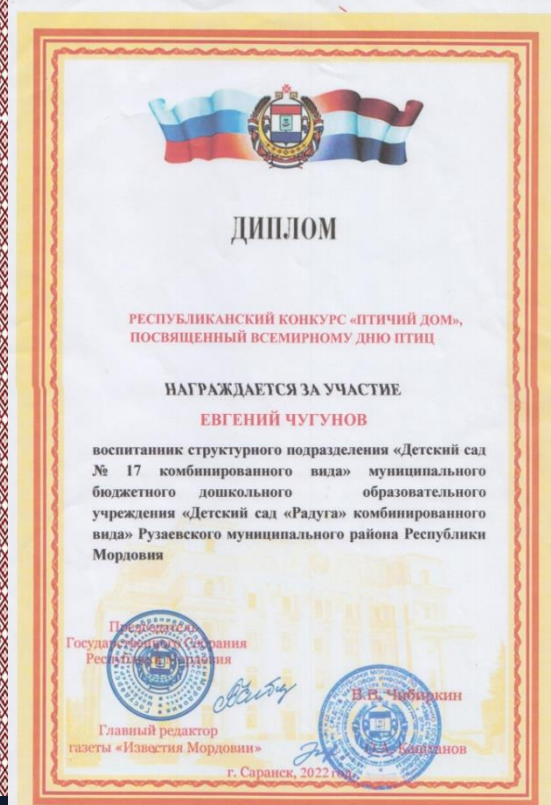 ДИПЛОМ
РЕСПУБЛИКАНСКИЙ КОНКУРС «ПТИЧИЙ ДОМ»,
ПОСВЯЩЕННЫЙ ВСЕМИРНОМУ ДНЮ ПТИЦ
НАГРАЖДАЕТСЯ ЗА УЧАСТИЕ
ЕВГЕНИЙ ЧУГУНОВ
воспитанник структурного подразделения «Детский сад
№ 17 комбинированного вида» муниципального
бюджетного дошкольного образовательного
учреждения «Детский сад «Радуга» комбинированного
вида» Рузаевского муниципального района Республики
Мордовия
Председатель
Государственного Собрания
Республики Мордовия
В.В. Чибиркин
Главный редактор
газеты «Известия Мордовии»
г. Саранск, 2022 год